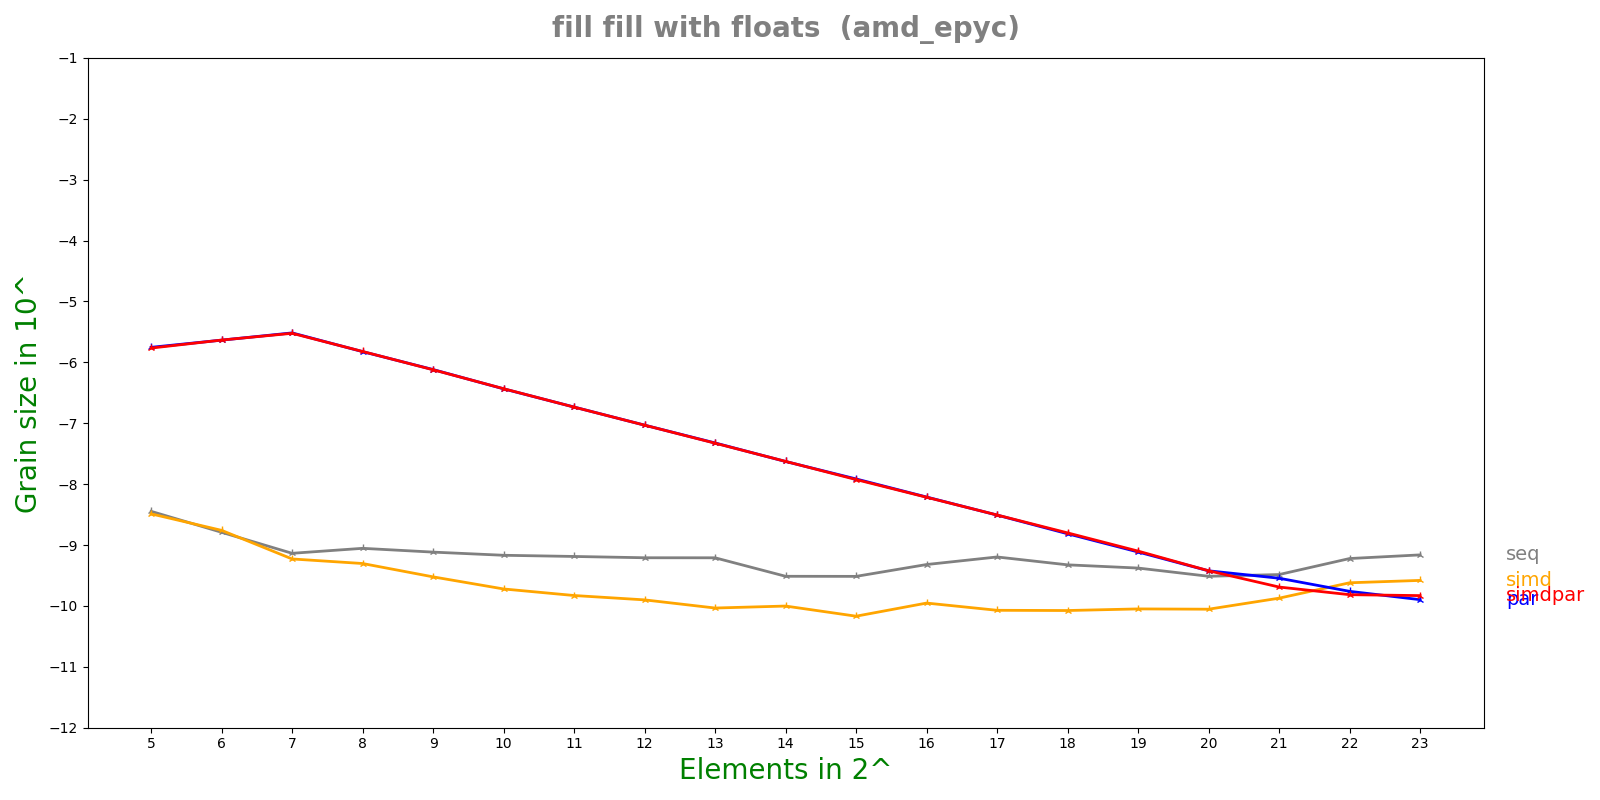 fill fill with floats  (amd_epyc)
Grain size in 10^
−1
−2
−3
−4
−5
−6
−7
−8
−9
−10
−11
−12
seq
simd
simdpar
par
5 6 7 8 9 10 11 12 13 14 15 16 17 18 19 20 21 22 23
Elements in 2^